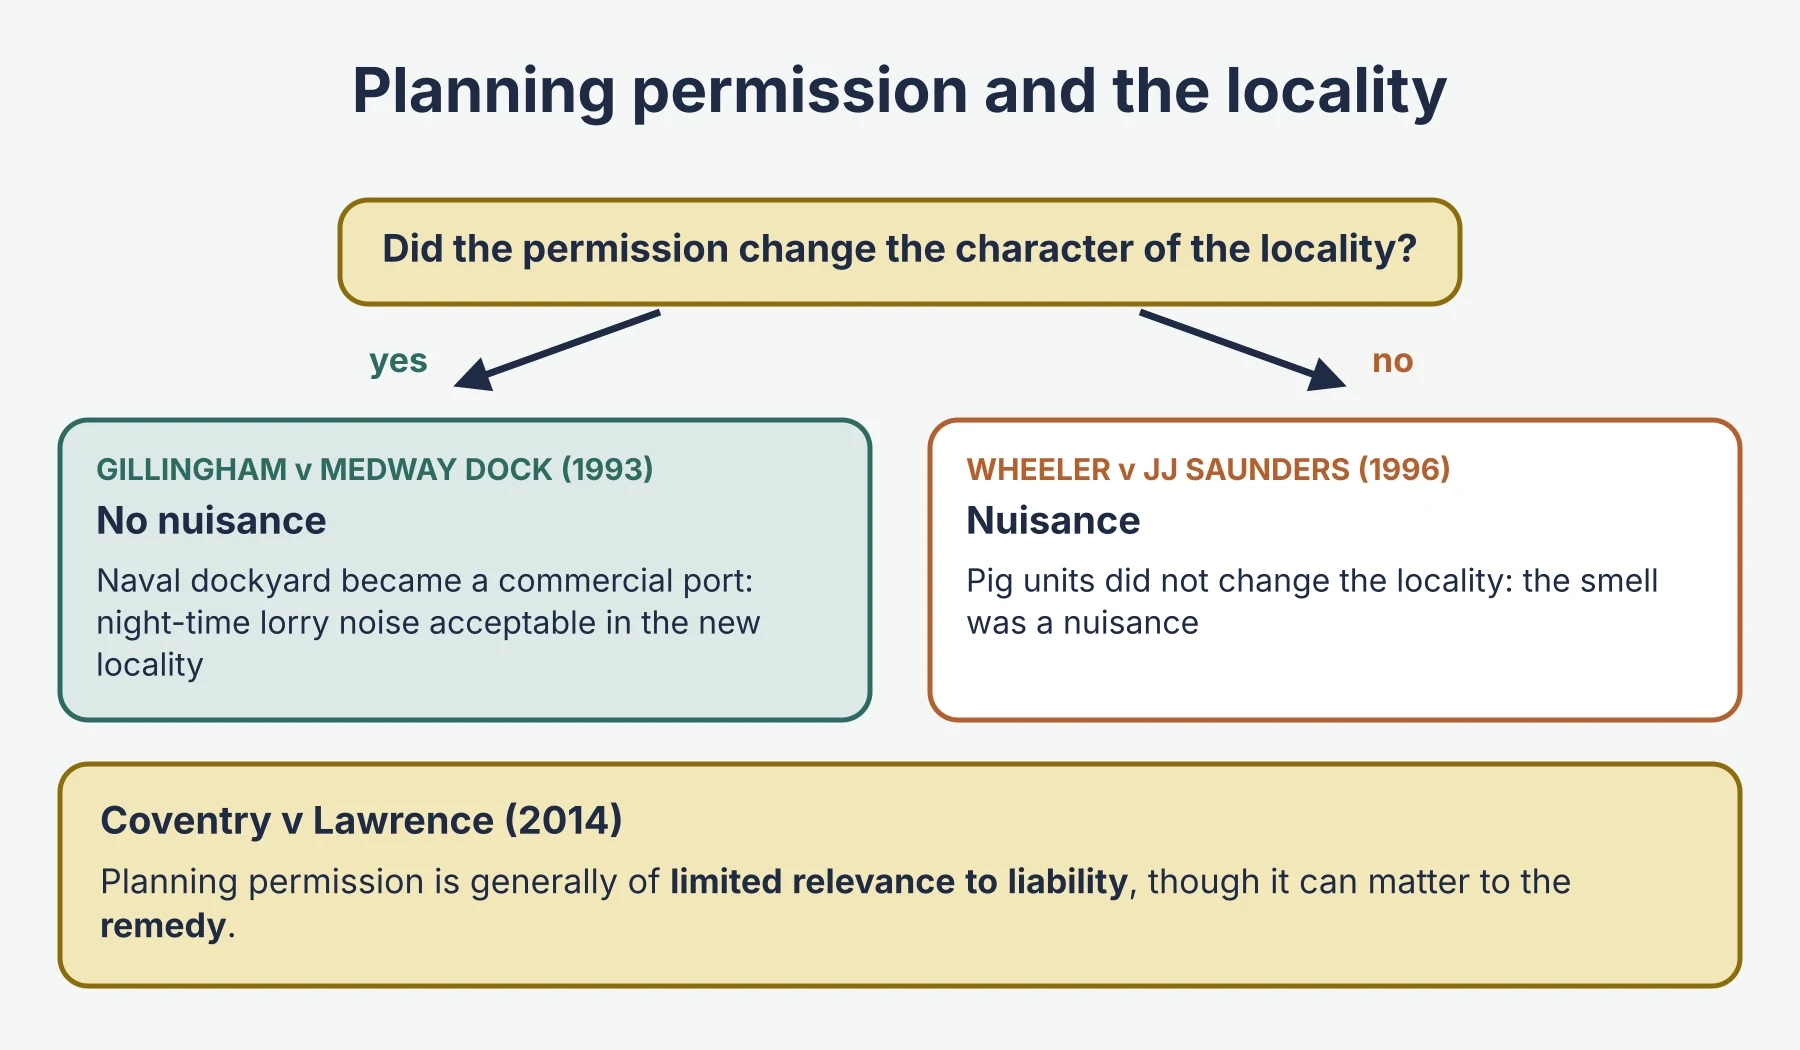 Planning permission and the locality
Did the permission change the character of the locality?
yes
no
GILLINGHAM v MEDWAY DOCK (1993)
No nuisance
Naval dockyard became a commercial port:
night-time lorry noise acceptable in the new
locality
WHEELER v JJ SAUNDERS (1996)
Nuisance
Pig units did not change the locality: the smell
was a nuisance
Coventry v Lawrence (2014)
Planning permission is generally of limited relevance to liability, though it can matter to the
remedy.